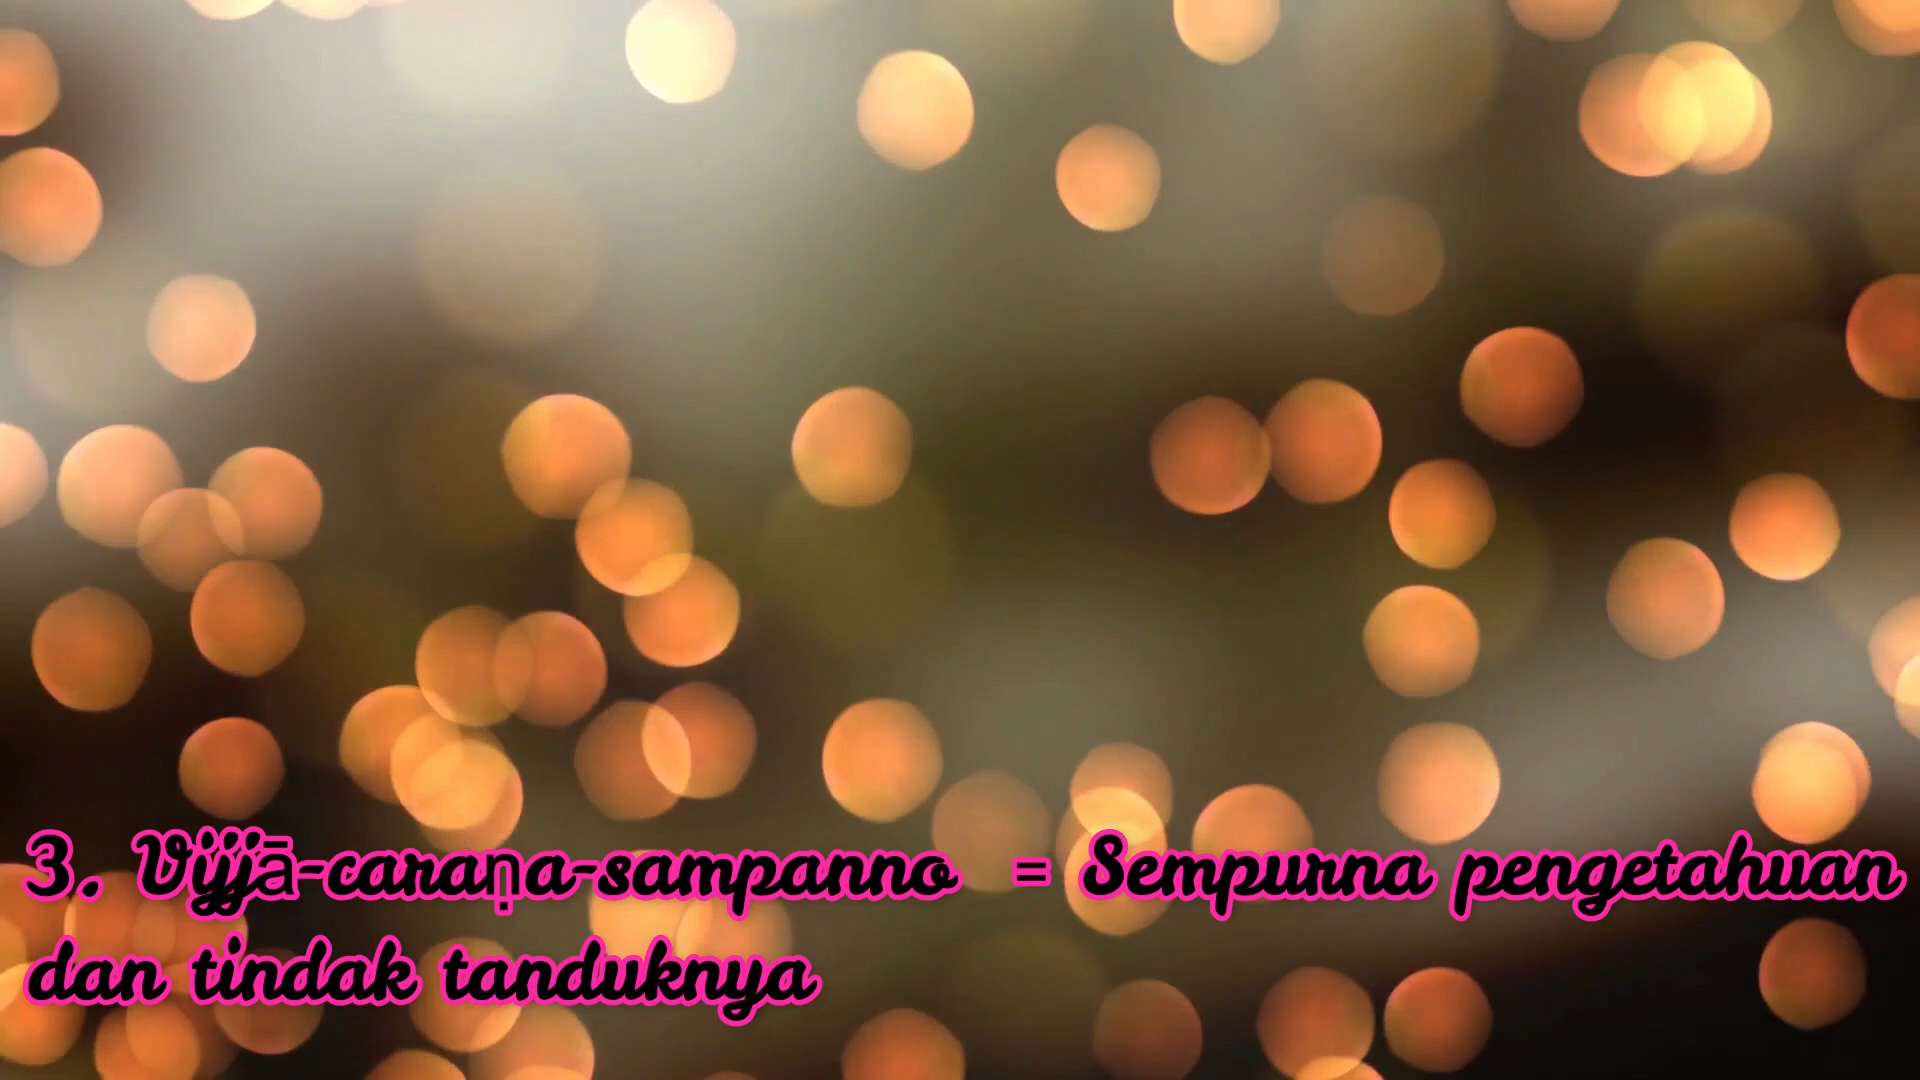 3. Vijjā-caraṇa-sampanno = Sempurna pengetahuan
dan tindak tanduknya